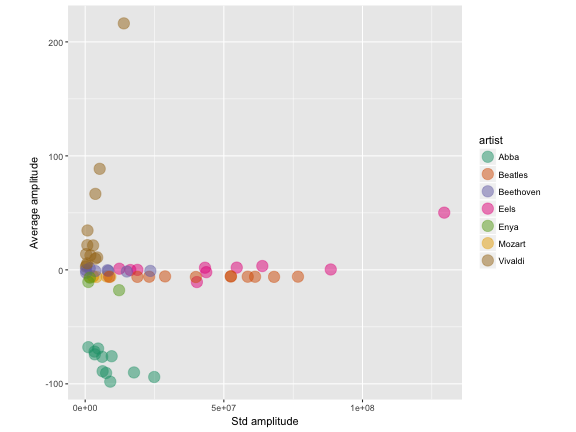 200
100
0
-100
Average amplitude
0e+00
5e+07
1e+08
Std amplitude
artist
Abba
Beatles
Beethoven
Eels
Enya
Mozart
Vivaldi